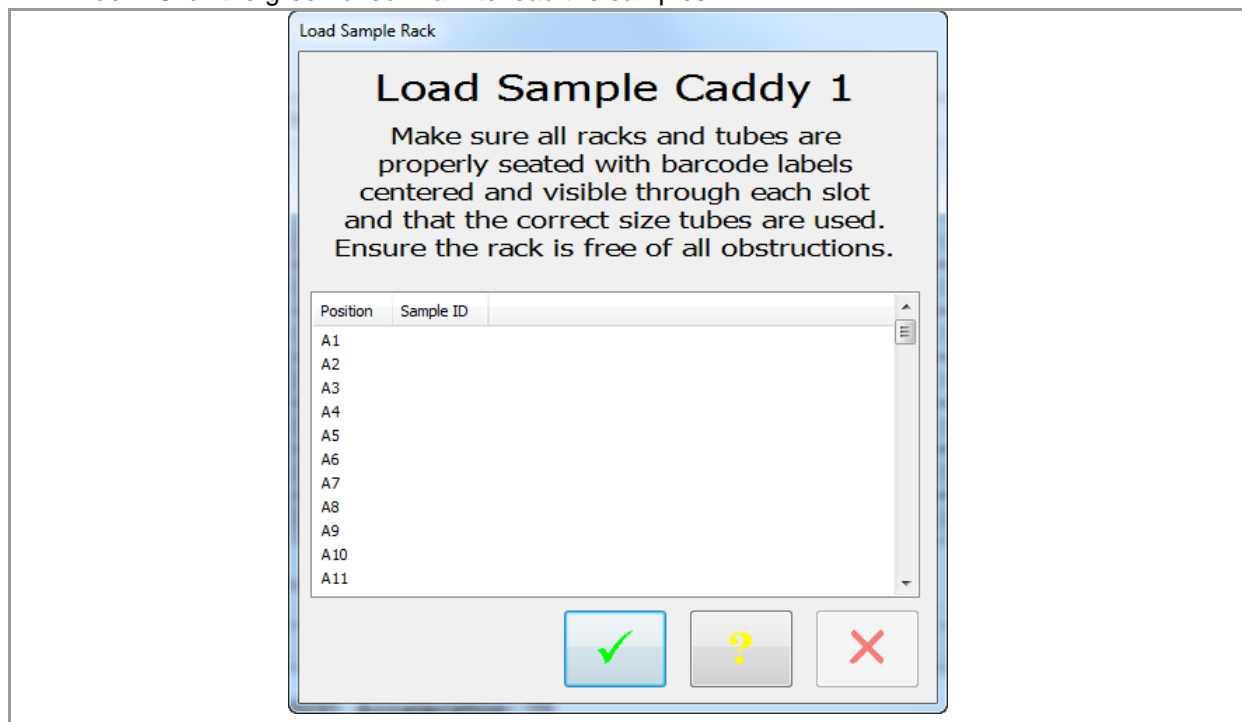 Load Sample Rack
Load Sample Caddy 1
Make sure all racks and tubes are
properly seated with barcode labels
centered and visible through each slot
and that the correct size tubes are used.
Ensure the rack is free of all obstructions.
Position Sample ID
A1
A2
A3
A4
A5
A6
A7
A8
A9
A10
A11
?